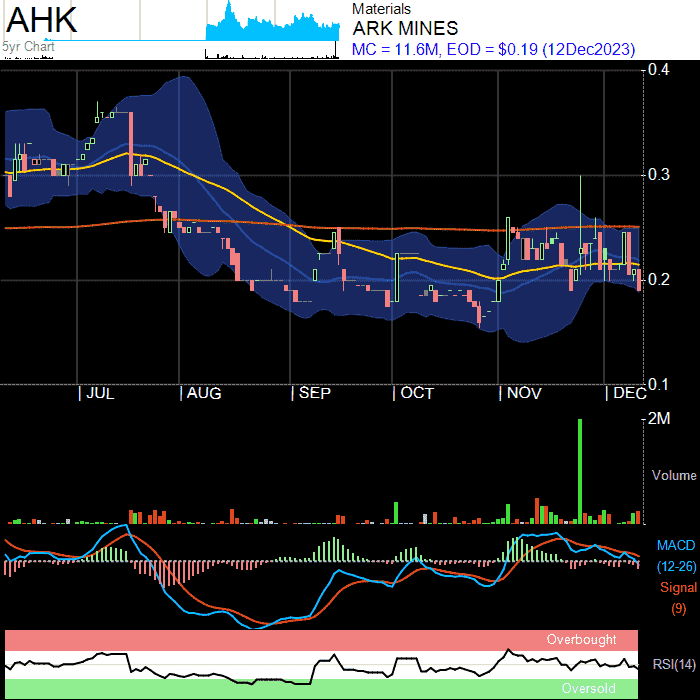 AHK
5yr Chart
Materials
ARK MINES
MC = 11.6M, EOD = $0.19 (12Dec2023)
0.4
0.3
0.2
0.1
| JUL
| AUG
| SEP
| OCT
| NOV
| DEC
2M
Volume
MACD
(12-26)
Signal
(9)
Overbought
RSI(14)
Oversold